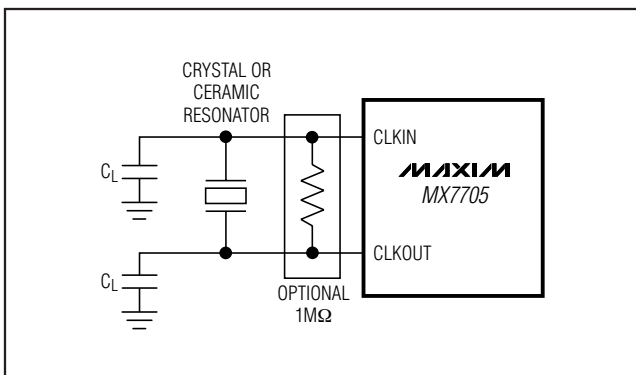 CRYSTAL OR
CERAMIC
RESONATOR
CLKIN
C_L
MAXIM
MX7705
CLKOUT
C_L
OPTIONAL
1MΩ